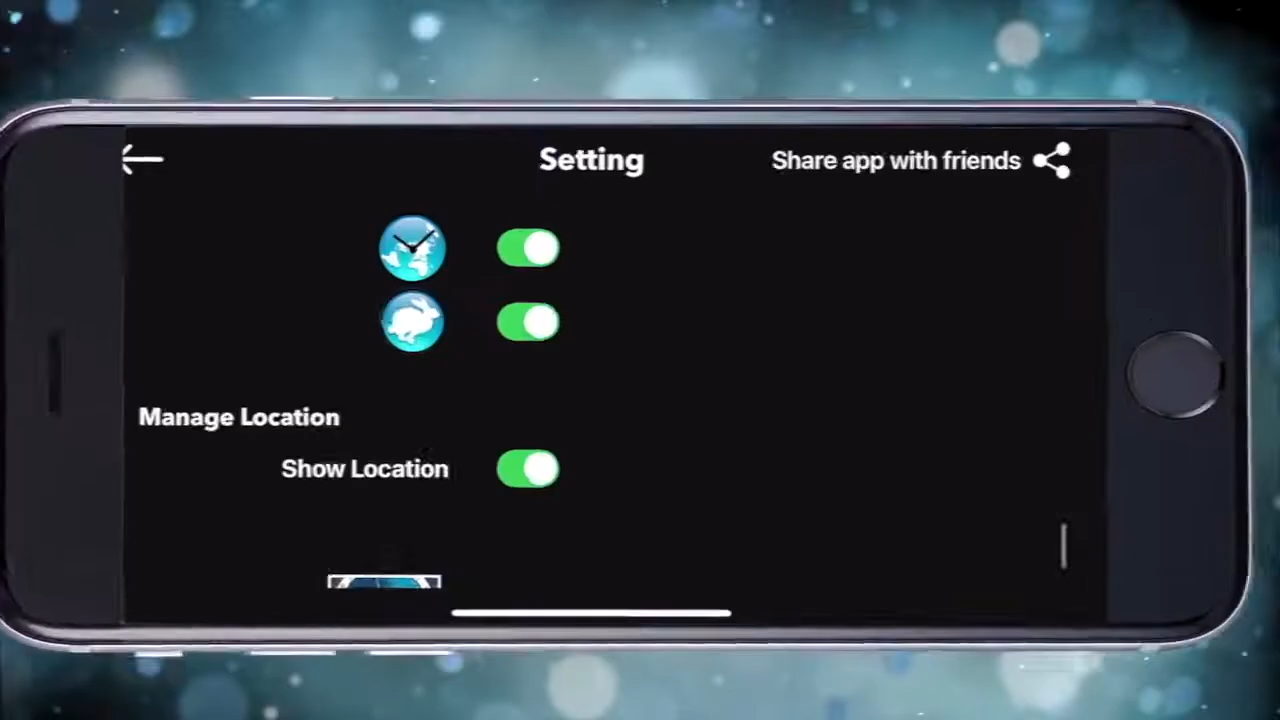 Setting
Share app with friends
Manage Location
Show Location